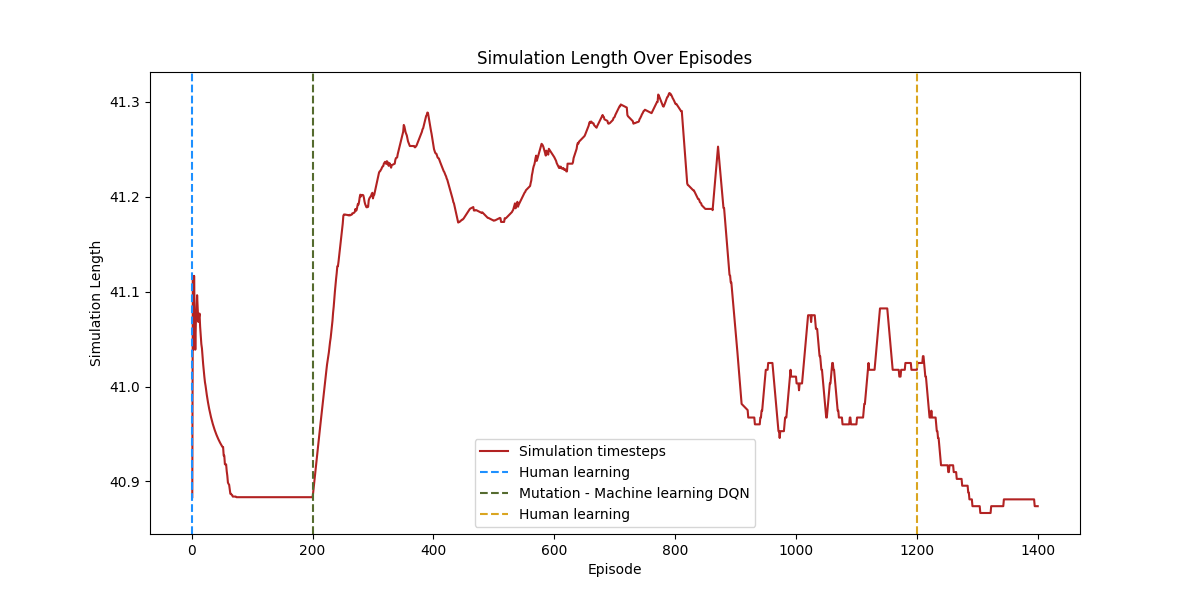 Simulation Length Over Episodes
41.3
41.2
41.1
41.0
40.9
Simulation Length
Simulation timesteps
Human learning
Mutation - Machine learning DQN
Human learning
0 200 400 600 800 1000 1200 1400
Episode